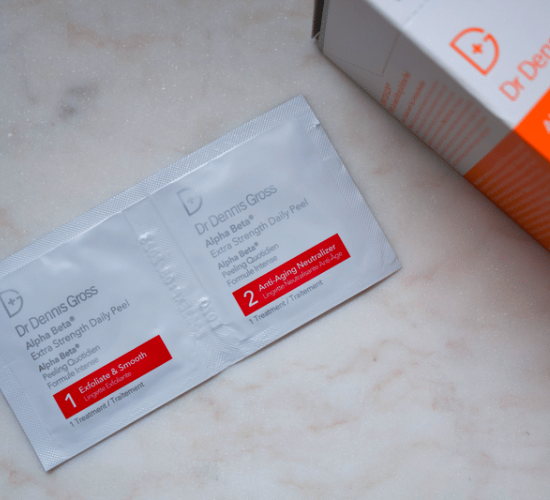 Dr Dennis Gross
Alpha Beta®
Extra Strength Daily Peel
Alpha Beta®
Peeling Quotidien
Formule Intense
1 Exfoliate & Smooth
Lingette Exfoliante
1 Treatment / Traitement
Dr Dennis Gross
Alpha Beta®
Extra Strength Daily Peel
Alpha Beta®
Peeling Quotidien
Formule Intense
2 Anti-Aging Neutralizer
Lingette Neutralisante Anti-Âge
1 Treatment / Traitement
Dr Den